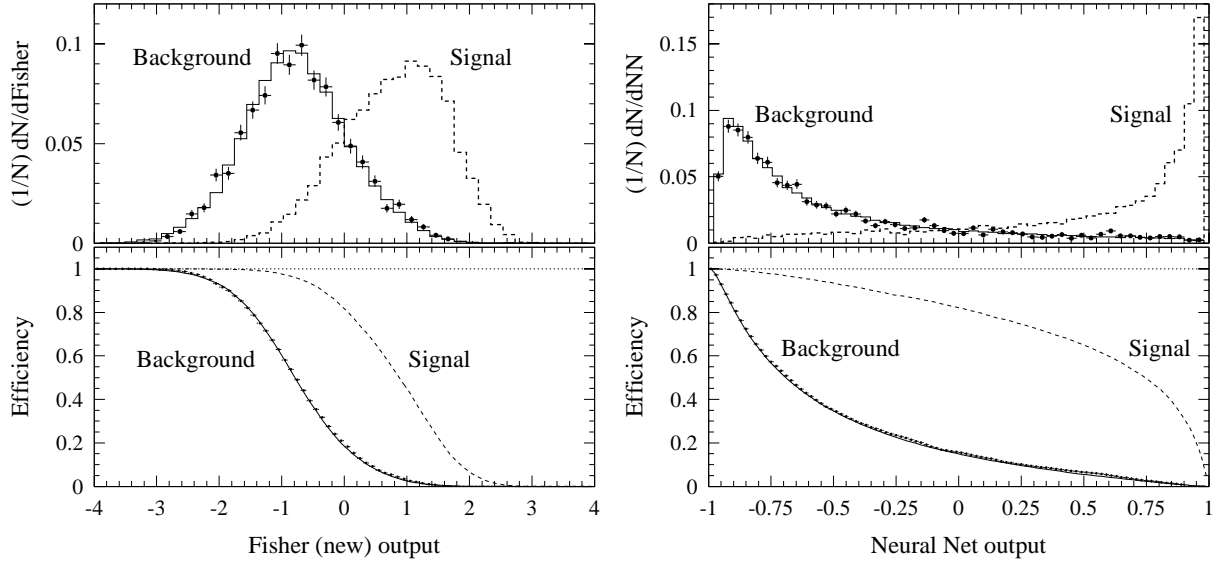 (1/N) dN/dFisher
0.1
0.05
0
Background
Signal
Efficiency
1
0.8
0.6
0.4
0.2
0
Background
Signal
-4 -3 -2 -1 0 1 2 3 4
Fisher (new) output
(1/N) dN/dNN
0.15
0.1
0.05
0
Background
Signal
Efficiency
1
0.8
0.6
0.4
0.2
0
Background
Signal
-1 -0.75 -0.5 -0.25 0 0.25 0.5 0.75 1
Neural Net output